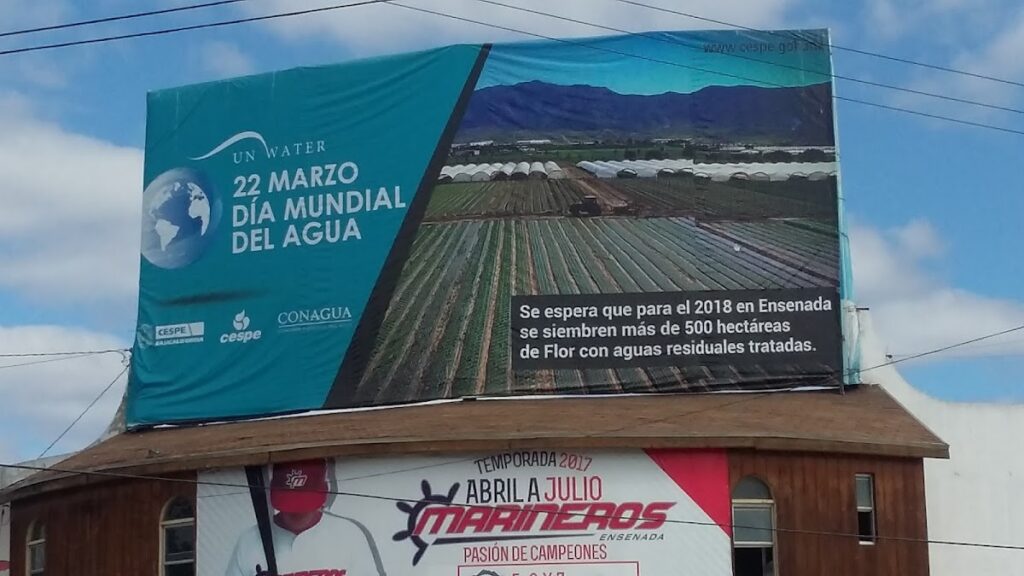 www.cespe.gob.mx
UN WATER
22 MARZO
DÍA MUNDIAL
DEL AGUA
CESPE
cespe
CONAGUA
Se espera que para el 2018 en Ensenada
se siembren más de 500 hectáreas
de Flor con aguas residuales tratadas.
TEMPORADA 2017
ABRIL A JULIO
MARINEROS
ENSENADA
PASIÓN DE CAMPEONES